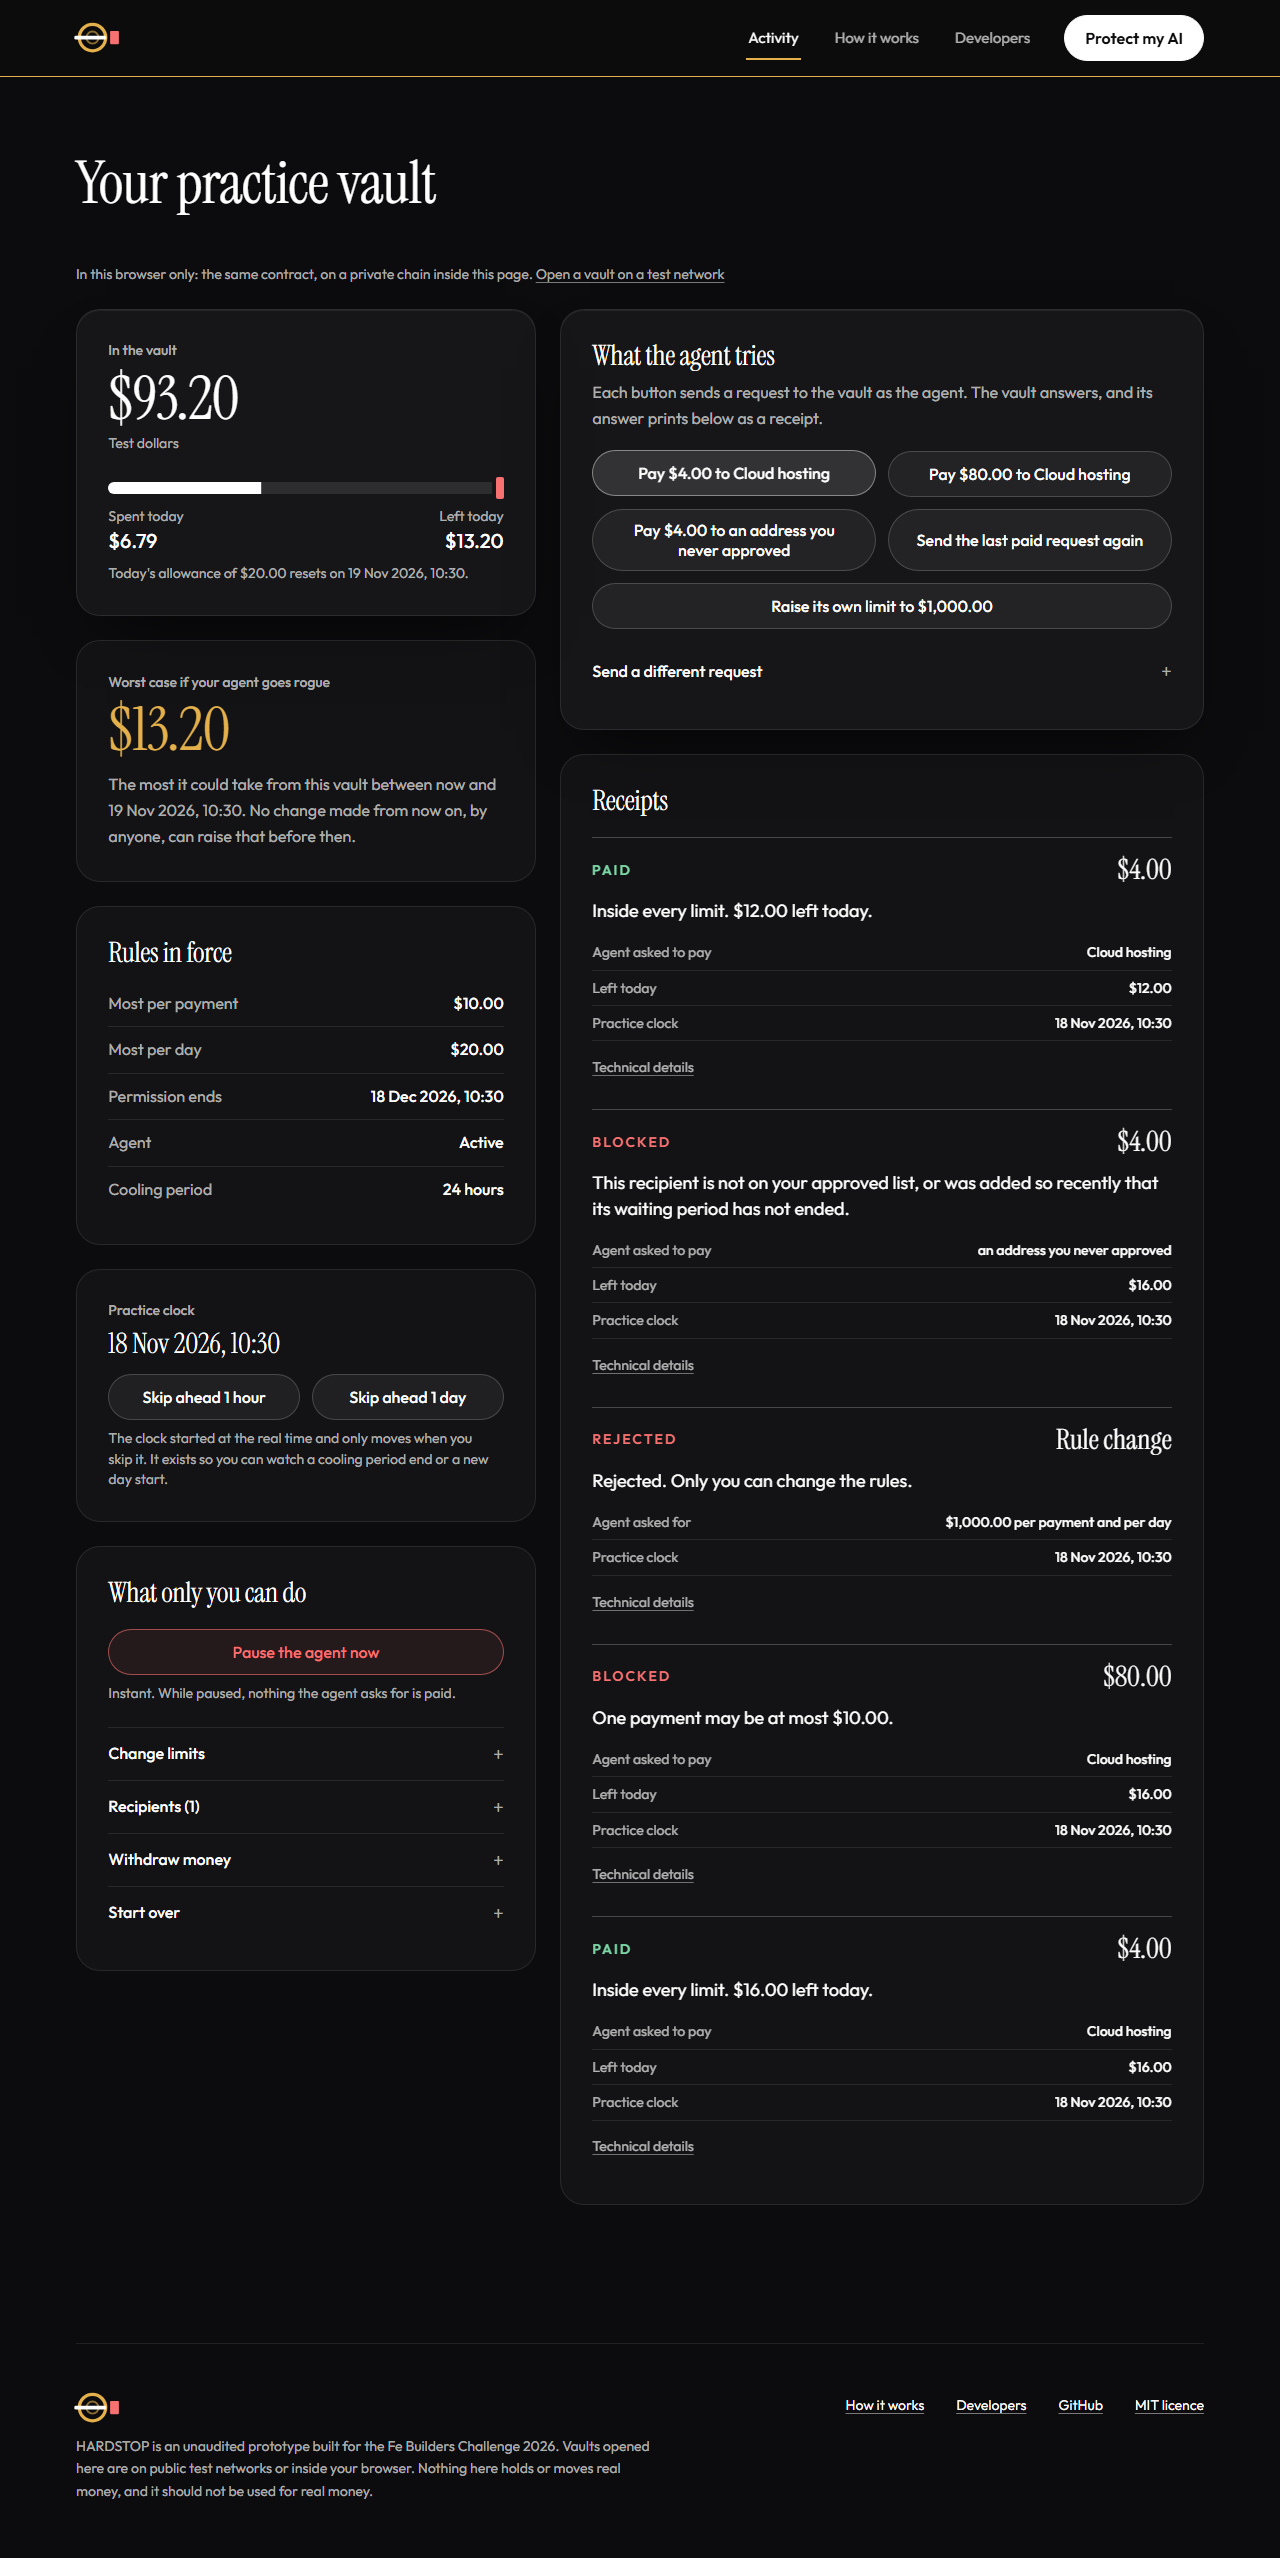 Activity
How it works
Developers
Protect my AI
Your practice vault
In this browser only: the same contract, on a private chain inside this page. Open a vault on a test network
In the vault
$93.20
Test dollars
Spent today
Left today
$6.79
$13.20
Today's allowance of $20.00 resets on 19 Nov 2026, 10:30.
Worst case if your agent goes rogue
$13.20
The most it could take from this vault between now and
19 Nov 2026, 10:30. No change made from now on, by
anyone, can raise that before then.
Rules in force
Most per payment $10.00
Most per day $20.00
Permission ends 18 Dec 2026, 10:30
Agent Active
Cooling period 24 hours
Practice clock
18 Nov 2026, 10:30
Skip ahead 1 hour
Skip ahead 1 day
The clock started at the real time and only moves when you
skip it. It exists so you can watch a cooling period end or a new
day start.
What only you can do
Pause the agent now
Instant. While paused, nothing the agent asks for is paid.
Change limits +
Recipients (1) +
Withdraw money +
Start over +
What the agent tries
Each button sends a request to the vault as the agent. The vault answers, and its
answer prints below as a receipt.
Pay $4.00 to Cloud hosting
Pay $80.00 to Cloud hosting
Pay $4.00 to an address you
never approved
Send the last paid request again
Raise its own limit to $1,000.00
Send a different request +
Receipts
PAID $4.00
Inside every limit. $12.00 left today.
Agent asked to pay Cloud hosting
Left today $12.00
Practice clock 18 Nov 2026, 10:30
Technical details
BLOCKED $4.00
This recipient is not on your approved list, or was added so recently that
its waiting period has not ended.
Agent asked to pay an address you never approved
Left today $16.00
Practice clock 18 Nov 2026, 10:30
Technical details
REJECTED Rule change
Rejected. Only you can change the rules.
Agent asked for $1,000.00 per payment and per day
Practice clock 18 Nov 2026, 10:30
Technical details
BLOCKED $80.00
One payment may be at most $10.00.
Agent asked to pay Cloud hosting
Left today $16.00
Practice clock 18 Nov 2026, 10:30
Technical details
PAID $4.00
Inside every limit. $16.00 left today.
Agent asked to pay Cloud hosting
Left today $16.00
Practice clock 18 Nov 2026, 10:30
Technical details
How it works
Developers
GitHub
MIT licence
HARDSTOP is an unaudited prototype built for the Fe Builders Challenge 2026. Vaults opened
here are on public test networks or inside your browser. Nothing here holds or moves real
money, and it should not be used for real money.